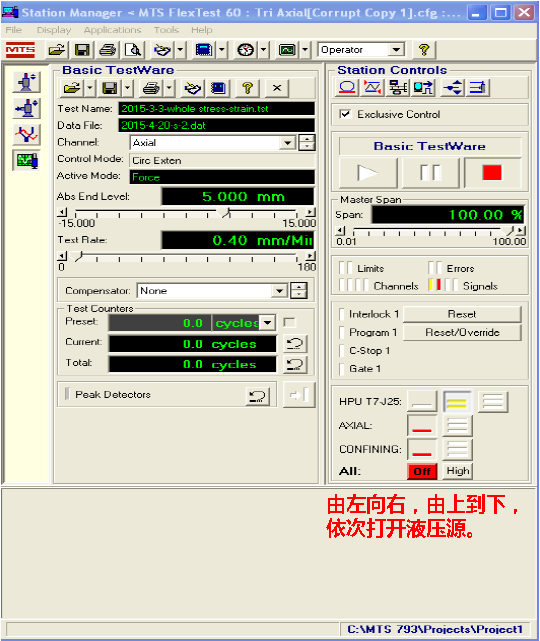 Station Manager < MTS FlexTest 60 : Tri Axial[Corrupt Copy 1].cfg :...
File Display Applications Tools Help
MTS Operator
Basic TestWare
Test Name: 2015-3-3-whole stress-strain.tst
Data File: 2015-4-20-s-2.dat
Channel: Axial
Control Mode: Circ Exten
Active Mode: Force
Abs End Level: 5.000 mm
-15.000 15.000
Test Rate: 0.40 mm/Min
0 180
Compensator: None
Test Counters
Preset: 0.0 cycles
Current: 0.0 cycles
Total: 0.0 cycles
Peak Detectors
Station Controls
Exclusive Control
Basic TestWare
Master Span
Span: 100.00 %
0.01 100.00
Limits Errors
Channels Signals
Interlock 1 Reset
Program 1 Reset/Override
C-Stop 1
Gate 1
HPU T7J25:
AXIAL:
CONFINING:
All: Off High
由左向右，由上到下，
依次打开液压源。
C:\MTS 793\Projects\Project1